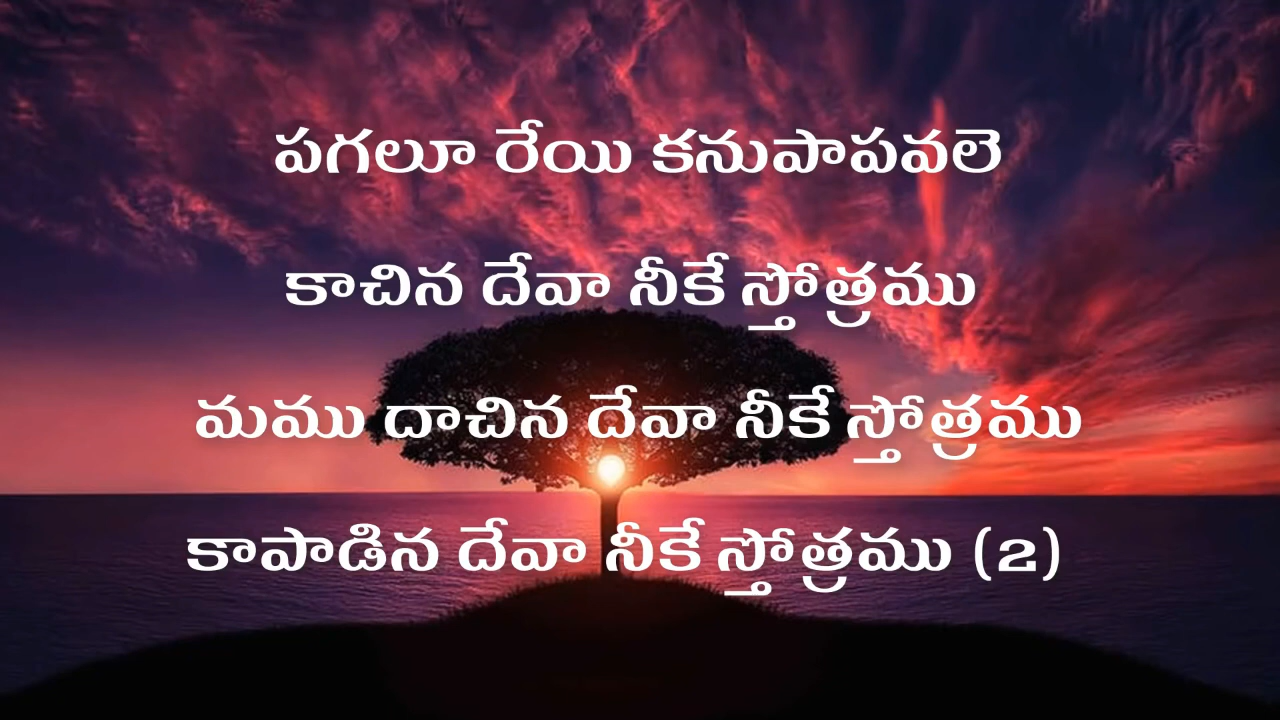 పగలూ రేయి కనుపాపవలె
కాచిన దేవా నీకే స్తోత్రము
మము దాచిన దేవా నీకే స్తోత్రము
కాపాడిన దేవా నీకే స్తోత్రము (2)